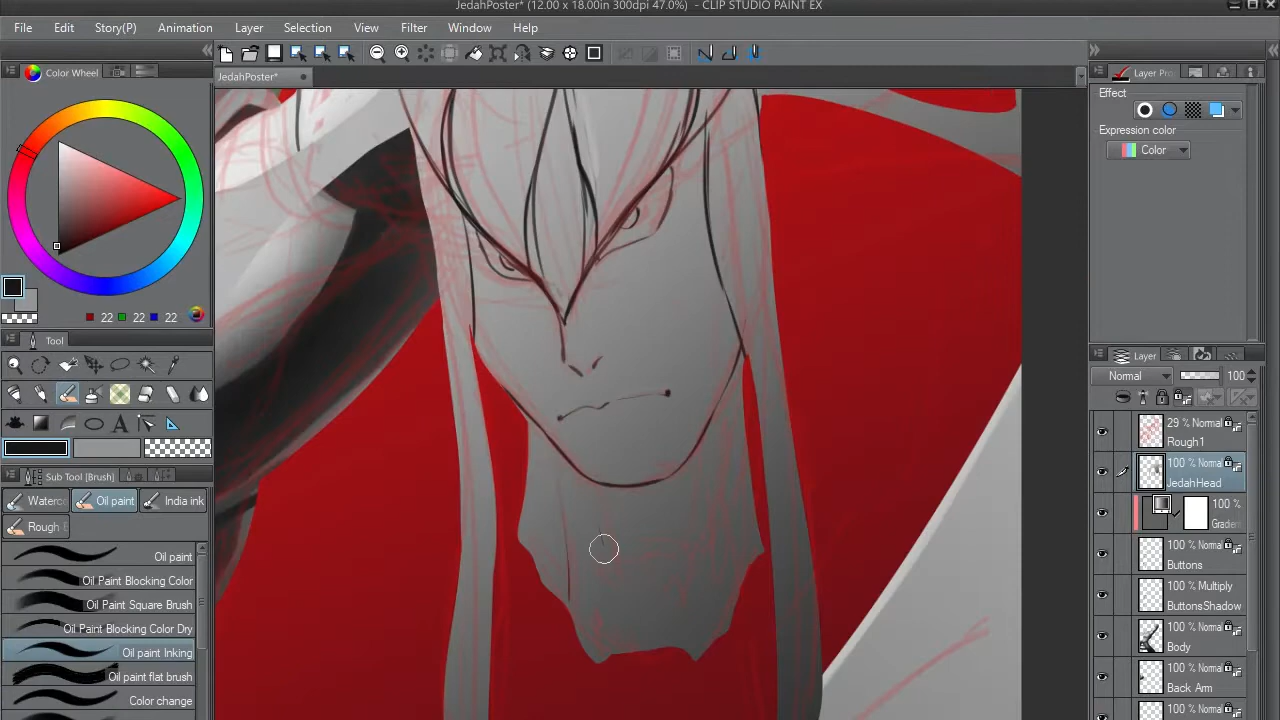 JedahPoster* (12.00 x 18.00in 300dpi 47.0%) - CLIP STUDIO PAINT EX
File Edit Story(P) Animation Layer Selection View Filter Window Help
Color Wheel
JedahPoster*
Layer Pro
Effect
Expression color
Color
22 22 22
Tool
Sub Tool [Brush]
Waterc Oil paint India ink
Rough
Oil paint
Oil Paint Blocking Color
Oil Paint Square Brush
Oil Paint Blocking Color Dry
Oil paint Inking
Oil paint flat brush
Color change
Layer
Normal 100
29 % Normal
Rough1
100 % Norma
JedahHead
100 %
Gradien
100 % Normal
Buttons
100 % Multiply
ButtonsShadow
100 % Norma
Body
100 % Norma
Back Arm
100 % Norma